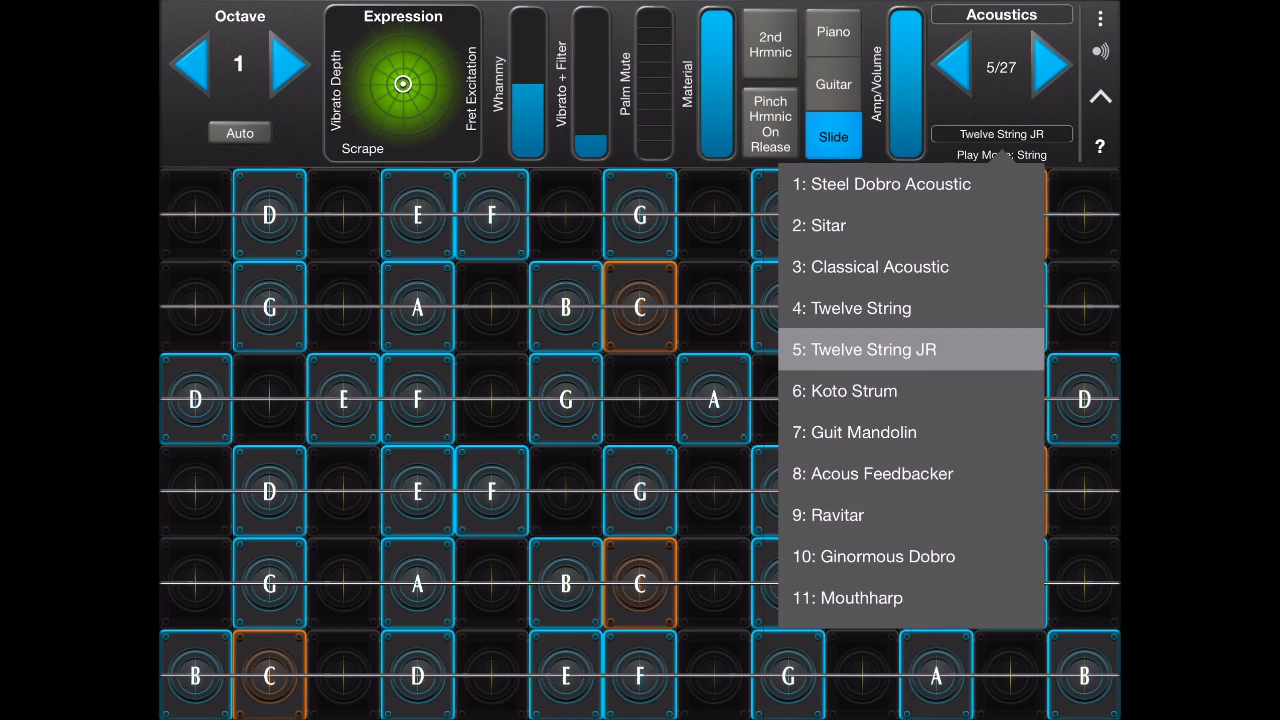 Octave
1
Auto
Expression
Vibrato Depth
Fret Excitation
Scrape
Whammy
Vibrato + Filter
Palm Mute
Material
2nd
Hrmnic
Pinch
Hrmnic
On
Rlease
Piano
Guitar
Slide
Amp/Volume
Acoustics
5/27
Twelve String JR
Play Mode: String
?
1: Steel Dobro Acoustic
2: Sitar
3: Classical Acoustic
4: Twelve String
5: Twelve String JR
6: Koto Strum
7: Guit Mandolin
8: Acous Feedbacker
9: Ravitar
10: Ginormous Dobro
11: Mouthharp
D E F G
G A B C
D E F G A D
D E F G
G A B C
B C D E F G A B